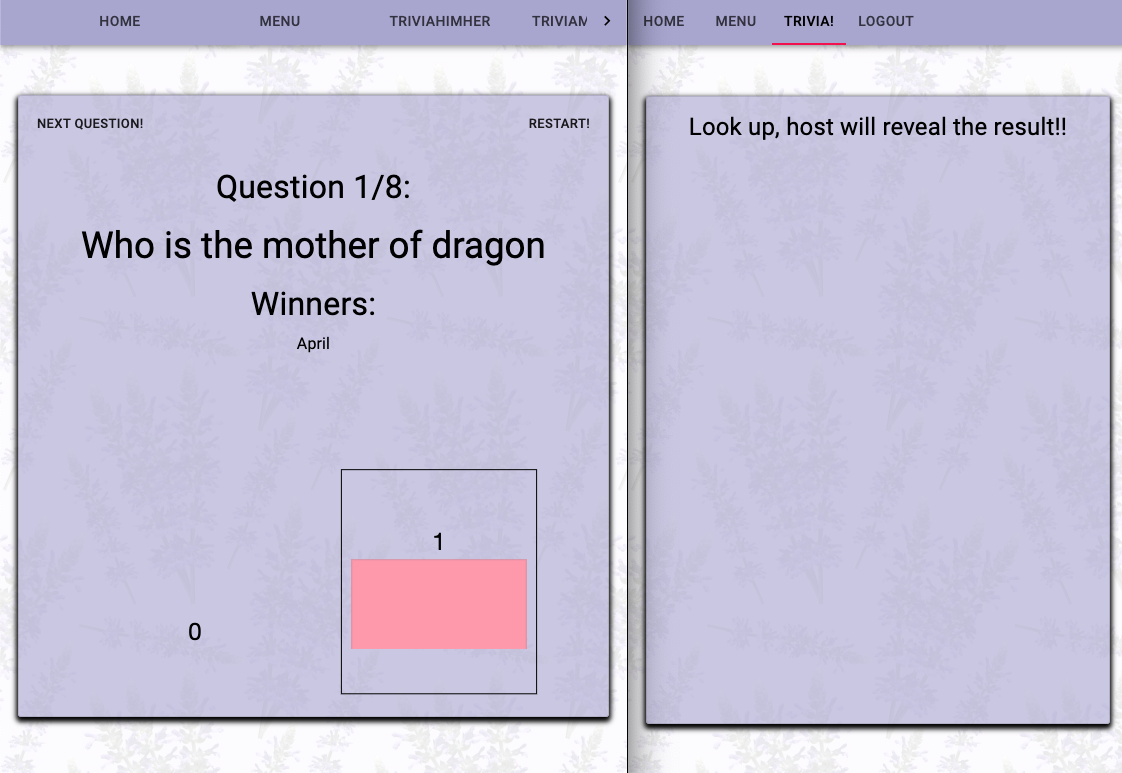 HOME MENU TRIVIAHIMHER TRIVIAM
NEXT QUESTION! RESTART!
Question 1/8:
Who is the mother of dragon
Winners:
April
1
0
HOME MENU TRIVIA! LOGOUT
Look up, host will reveal the result!!